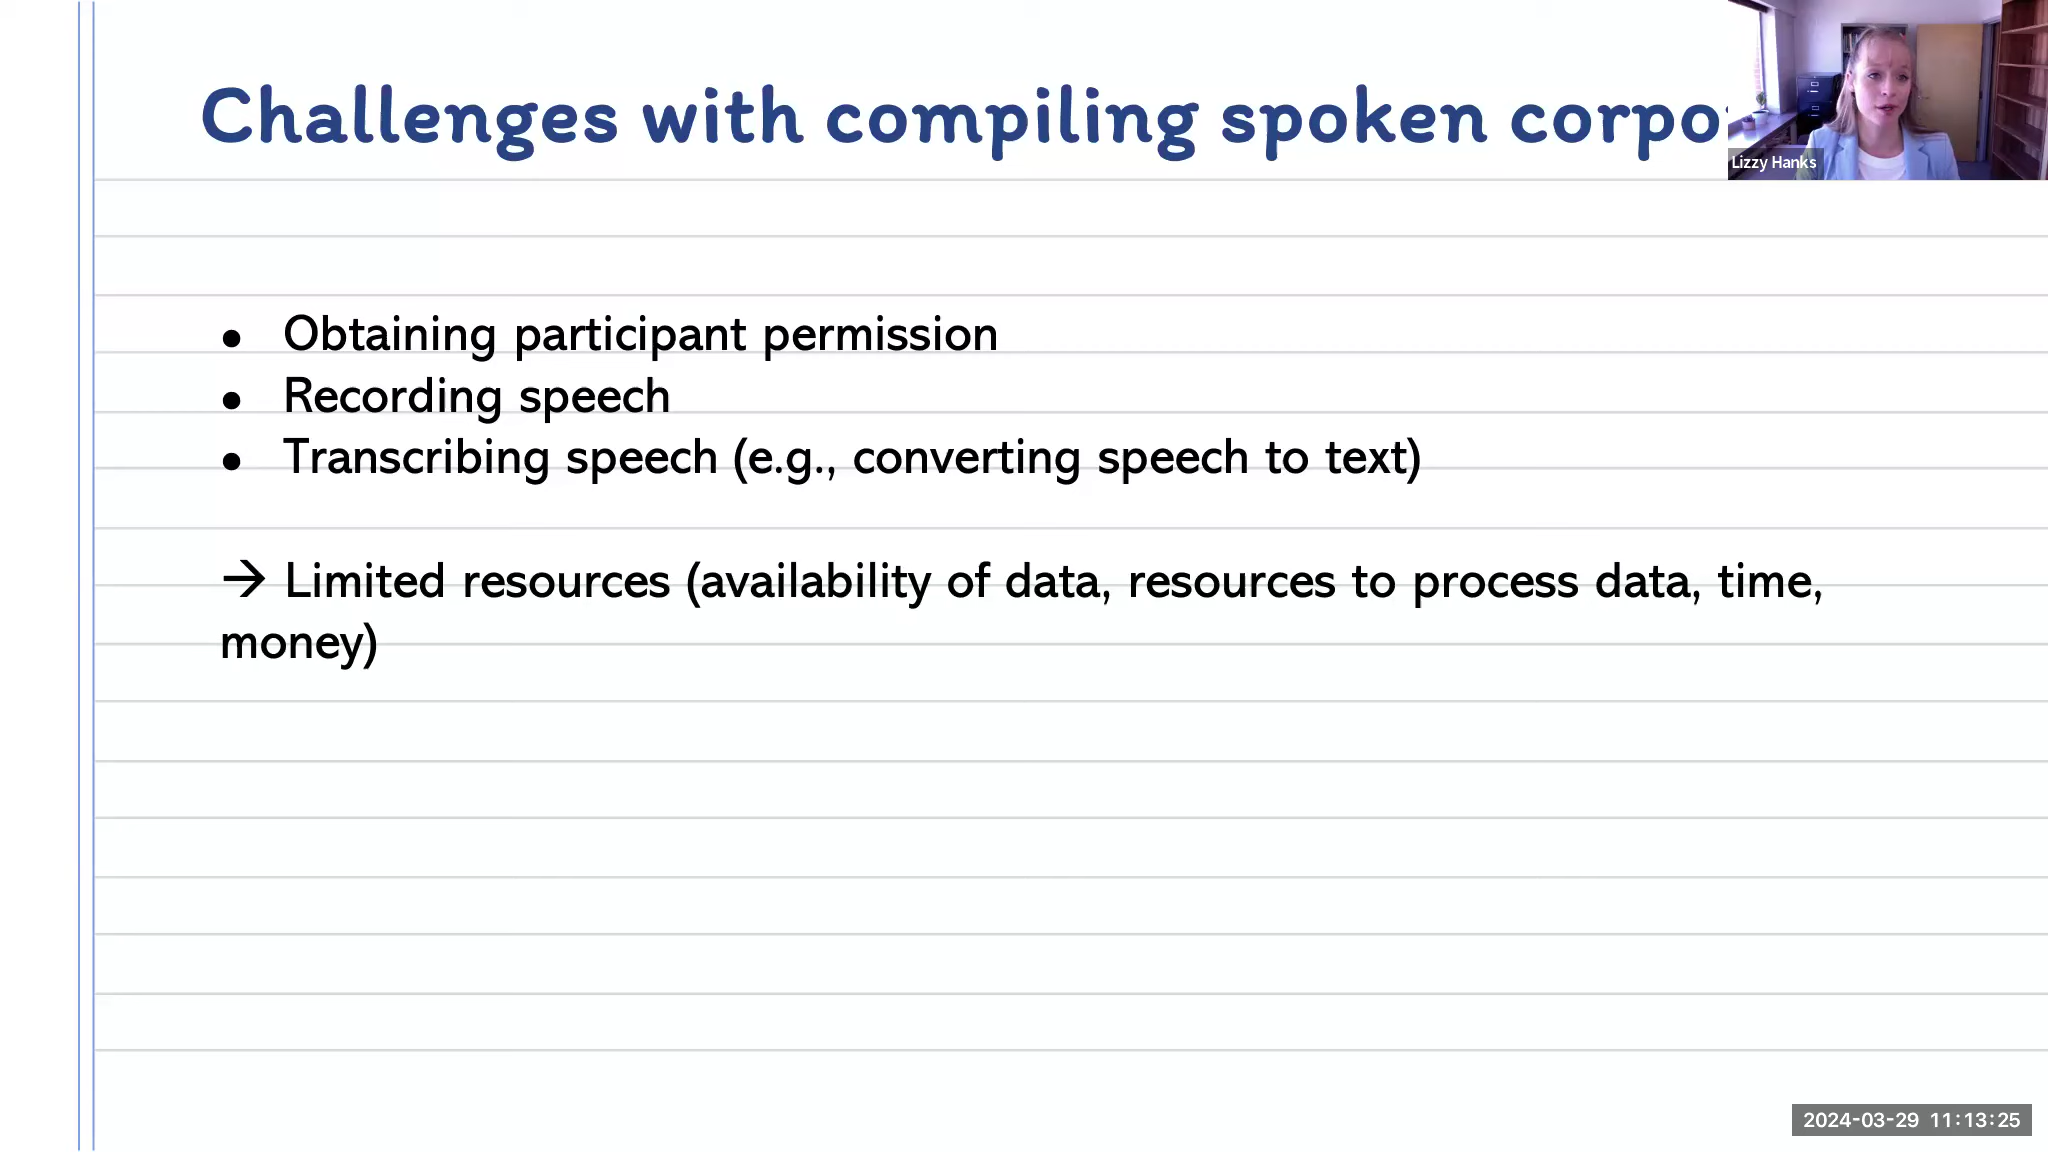 Challenges with compiling spoken
Lizzy Hanks
● Obtaining participant permission
● Recording speech
● Transcribing speech (e.g., converting speech to text)
→ Limited resources (availability of data, resources to process data, time,
money)
2024-03-29 11:13:25